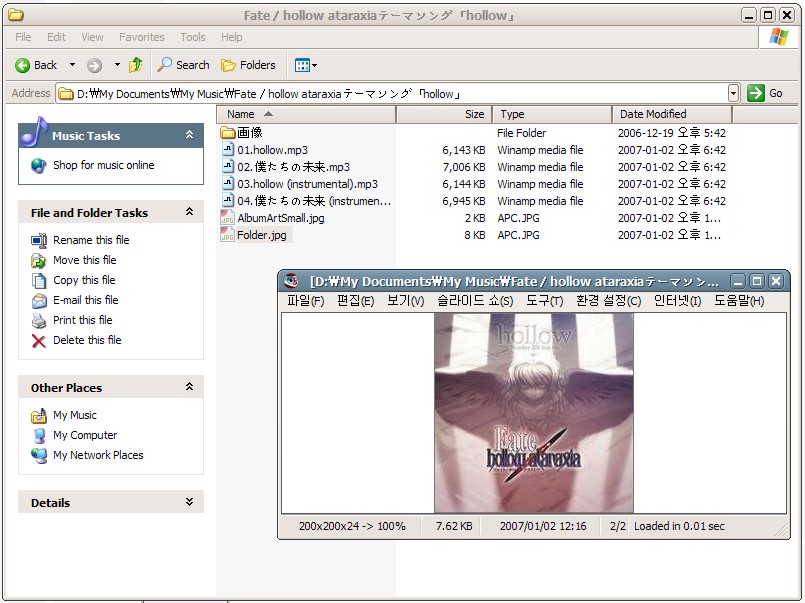 Fate / hollow ataraxiaテーマソング「hollow」
File Edit View Favorites Tools Help
Back Search Folders
Address D:₩My Documents₩My Music₩Fate / hollow ataraxiaテーマソング「hollow」 Go
Music Tasks
Shop for music online
File and Folder Tasks
Rename this file
Move this file
Copy this file
E-mail this file
Print this file
Delete this file
Other Places
My Music
My Computer
My Network Places
Details
Name Size Type Date Modified
画像 File Folder 2006-12-19 오후 5:42
01.hollow.mp3 6,143 KB Winamp media file 2007-01-02 오후 6:42
02.僕たちの未来.mp3 7,006 KB Winamp media file 2007-01-02 오후 6:42
03.hollow (instrumental).mp3 6,144 KB Winamp media file 2007-01-02 오후 6:42
04.僕たちの未来 (instrumen... 6,945 KB Winamp media file 2007-01-02 오후 6:42
AlbumArtSmall.jpg 2 KB APC.JPG 2007-01-02 오후 1...
Folder.jpg 8 KB APC.JPG 2007-01-02 오후 1...
[D:₩My Documents₩My Music₩Fate / hollow ataraxiaテーマソン...
파일(F) 편집(E) 보기(V) 슬라이드 쇼(S) 도구(T) 환경 설정(C) 인터넷(I) 도움말(H)
hollow
Fate
hollow ataraxia
200x200x24 -> 100% 7.62 KB 2007/01/02 12:16 2/2 Loaded in 0.01 sec